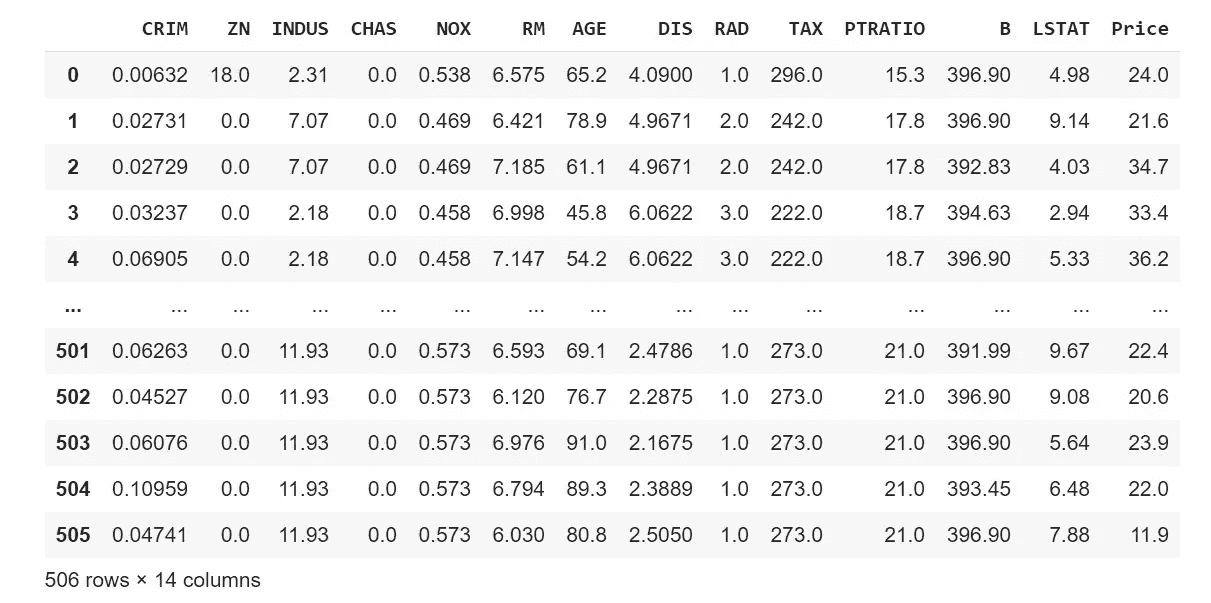 CRIM ZN INDUS CHAS NOX RM AGE DIS RAD TAX PTRATIO B LSTAT Price
0 0.00632 18.0 2.31 0.0 0.538 6.575 65.2 4.0900 1.0 296.0 15.3 396.90 4.98 24.0
1 0.02731 0.0 7.07 0.0 0.469 6.421 78.9 4.9671 2.0 242.0 17.8 396.90 9.14 21.6
2 0.02729 0.0 7.07 0.0 0.469 7.185 61.1 4.9671 2.0 242.0 17.8 392.83 4.03 34.7
3 0.03237 0.0 2.18 0.0 0.458 6.998 45.8 6.0622 3.0 222.0 18.7 394.63 2.94 33.4
4 0.06905 0.0 2.18 0.0 0.458 7.147 54.2 6.0622 3.0 222.0 18.7 396.90 5.33 36.2
... ... ... ... ... ... ... ... ... ... ... ... ... ... ...
501 0.06263 0.0 11.93 0.0 0.573 6.593 69.1 2.4786 1.0 273.0 21.0 391.99 9.67 22.4
502 0.04527 0.0 11.93 0.0 0.573 6.120 76.7 2.2875 1.0 273.0 21.0 396.90 9.08 20.6
503 0.06076 0.0 11.93 0.0 0.573 6.976 91.0 2.1675 1.0 273.0 21.0 396.90 5.64 23.9
504 0.10959 0.0 11.93 0.0 0.573 6.794 89.3 2.3889 1.0 273.0 21.0 393.45 6.48 22.0
505 0.04741 0.0 11.93 0.0 0.573 6.030 80.8 2.5050 1.0 273.0 21.0 396.90 7.88 11.9
506 rows × 14 columns